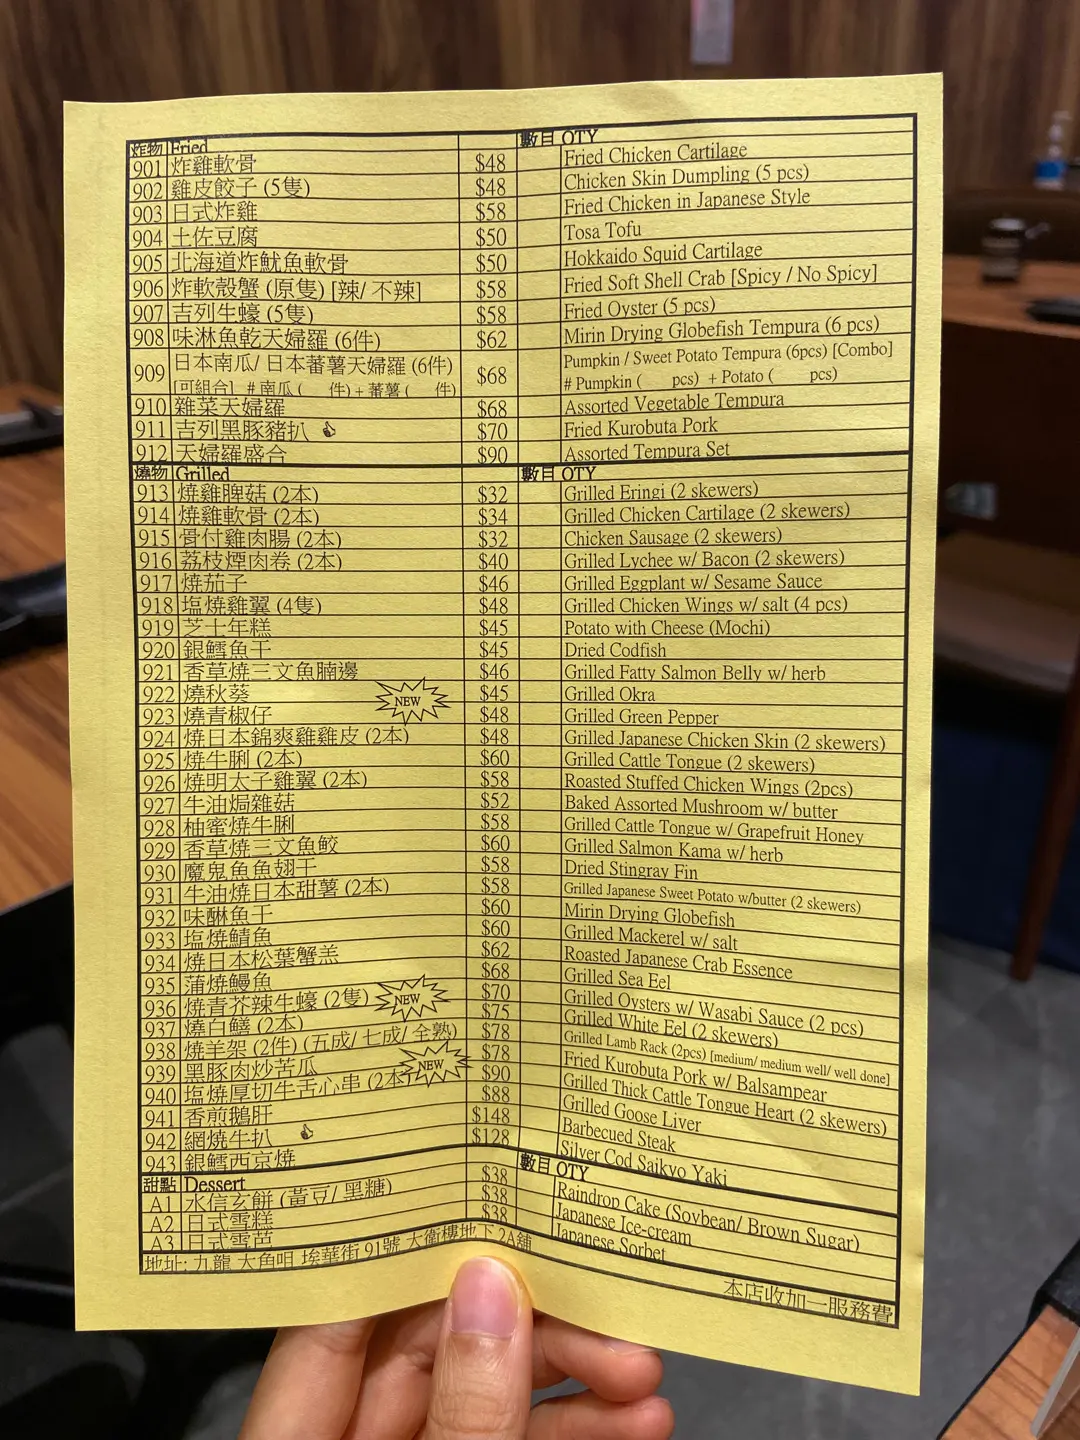 炸物 Fried 數目 QTY
901 炸雞軟骨 $48 Fried Chicken Cartilage
902 雞皮餃子 (5隻) $48 Chicken Skin Dumpling (5 pcs)
903 日式炸雞 $58 Fried Chicken in Japanese Style
904 土佐豆腐 $50 Tosa Tofu
905 北海道炸魷魚軟骨 $50 Hokkaido Squid Cartilage
906 炸軟殼蟹 (原隻) [辣/ 不辣] $58 Fried Soft Shell Crab [Spicy / No Spicy]
907 吉列生蠔 (5隻) $58 Fried Oyster (5 pcs)
908 味淋魚乾天婦羅 (6件) $62 Mirin Drying Globefish Tempura (6 pcs)
909 日本南瓜/ 日本蕃薯天婦羅 (6件) $68 Pumpkin / Sweet Potato Tempura (6pcs) [Combo]
[可組合] # 南瓜 ( 件) + 蕃薯 ( 件) # Pumpkin ( pcs) + Potato ( pcs)
910 雜菜天婦羅 $68 Assorted Vegetable Tempura
911 吉列黑豚豬扒 $70 Fried Kurobuta Pork
912 天婦羅盛合 $90 Assorted Tempura Set
燒物 Grilled 數目 QTY
913 燒雞脾菇 (2本) $32 Grilled Eringi (2 skewers)
914 燒雞軟骨 (2本) $34 Grilled Chicken Cartilage (2 skewers)
915 骨付雞肉腸 (2本) $32 Chicken Sausage (2 skewers)
916 荔枝煙肉卷 (2本) $40 Grilled Lychee w/ Bacon (2 skewers)
917 燒茄子 $46 Grilled Eggplant w/ Sesame Sauce
918 塩燒雞翼 (4隻) $48 Grilled Chicken Wings w/ salt (4 pcs)
919 芝士年糕 $45 Potato with Cheese (Mochi)
920 銀鱈魚干 $45 Dried Codfish
921 香草燒三文魚腩邊 $46 Grilled Fatty Salmon Belly w/ herb
922 燒秋葵 NEW $45 Grilled Okra
923 燒青椒仔 $48 Grilled Green Pepper
924 燒日本錦爽雞雞皮 (2本) $48 Grilled Japanese Chicken Skin (2 skewers)
925 燒牛脷 (2本) $60 Grilled Cattle Tongue (2 skewers)
926 燒明太子雞翼 (2本) $58 Roasted Stuffed Chicken Wings (2pcs)
927 牛油焗雜菇 $52 Baked Assorted Mushroom w/ butter
928 柚蜜燒牛脷 $58 Grilled Cattle Tongue w/ Grapefruit Honey
929 香草燒三文魚鮫 $60 Grilled Salmon Kama w/ herb
930 魔鬼魚魚翅干 $58 Dried Stingray Fin
931 牛油燒日本甜薯 (2本) $58 Grilled Japanese Sweet Potato w/butter (2 skewers)
932 味醂魚干 $60 Mirin Drying Globefish
933 塩燒鯖魚 $60 Grilled Mackerel w/ salt
934 燒日本松葉蟹羔 $62 Roasted Japanese Crab Essence
935 蒲燒鰻魚 $68 Grilled Sea Eel
936 燒青芥辣生蠔 (2隻) NEW $70 Grilled Oysters w/ Wasabi Sauce (2 pcs)
937 燒白鱔 (2本) $75 Grilled White Eel (2 skewers)
938 燒羊架 (2件) (五成/ 七成/ 全熟) $78 Grilled Lamb Rack (2pcs) [medium/ medium well/ well done]
939 黑豚肉炒苦瓜 NEW $78 Fried Kurobuta Pork w/ Balsampear
940 塩燒厚切牛舌心串 (2本) $90 Grilled Thick Cattle Tongue Heart (2 skewers)
941 香煎鵝肝 $88 Grilled Goose Liver
942 網燒牛扒 $148 Barbecued Steak
943 銀鱈西京燒 $128 Silver Cod Saikyo Yaki
甜點 Dessert 數目 QTY
A1 水信玄餅 (黃豆/ 黑糖) $38 Raindrop Cake (Soybean/ Brown Sugar)
A2 日式雪糕 $38 Japanese Ice-cream
A3 日式雪芭 $38 Japanese Sorbet
地址: 九龍 大角咀 埃華街 91號 大衛樓地下 2A舖
本店收加一服務費